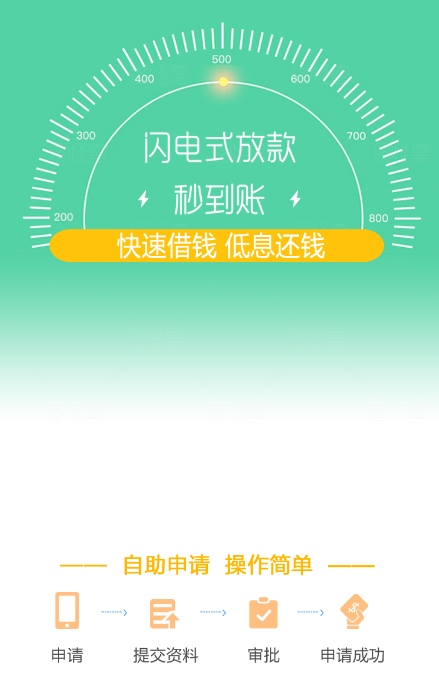 500
400
600
300
700
200
800
闪电式放款
秒到账
快速借钱 低息还钱
自助申请 操作简单
申请
提交资料
审批
申请成功